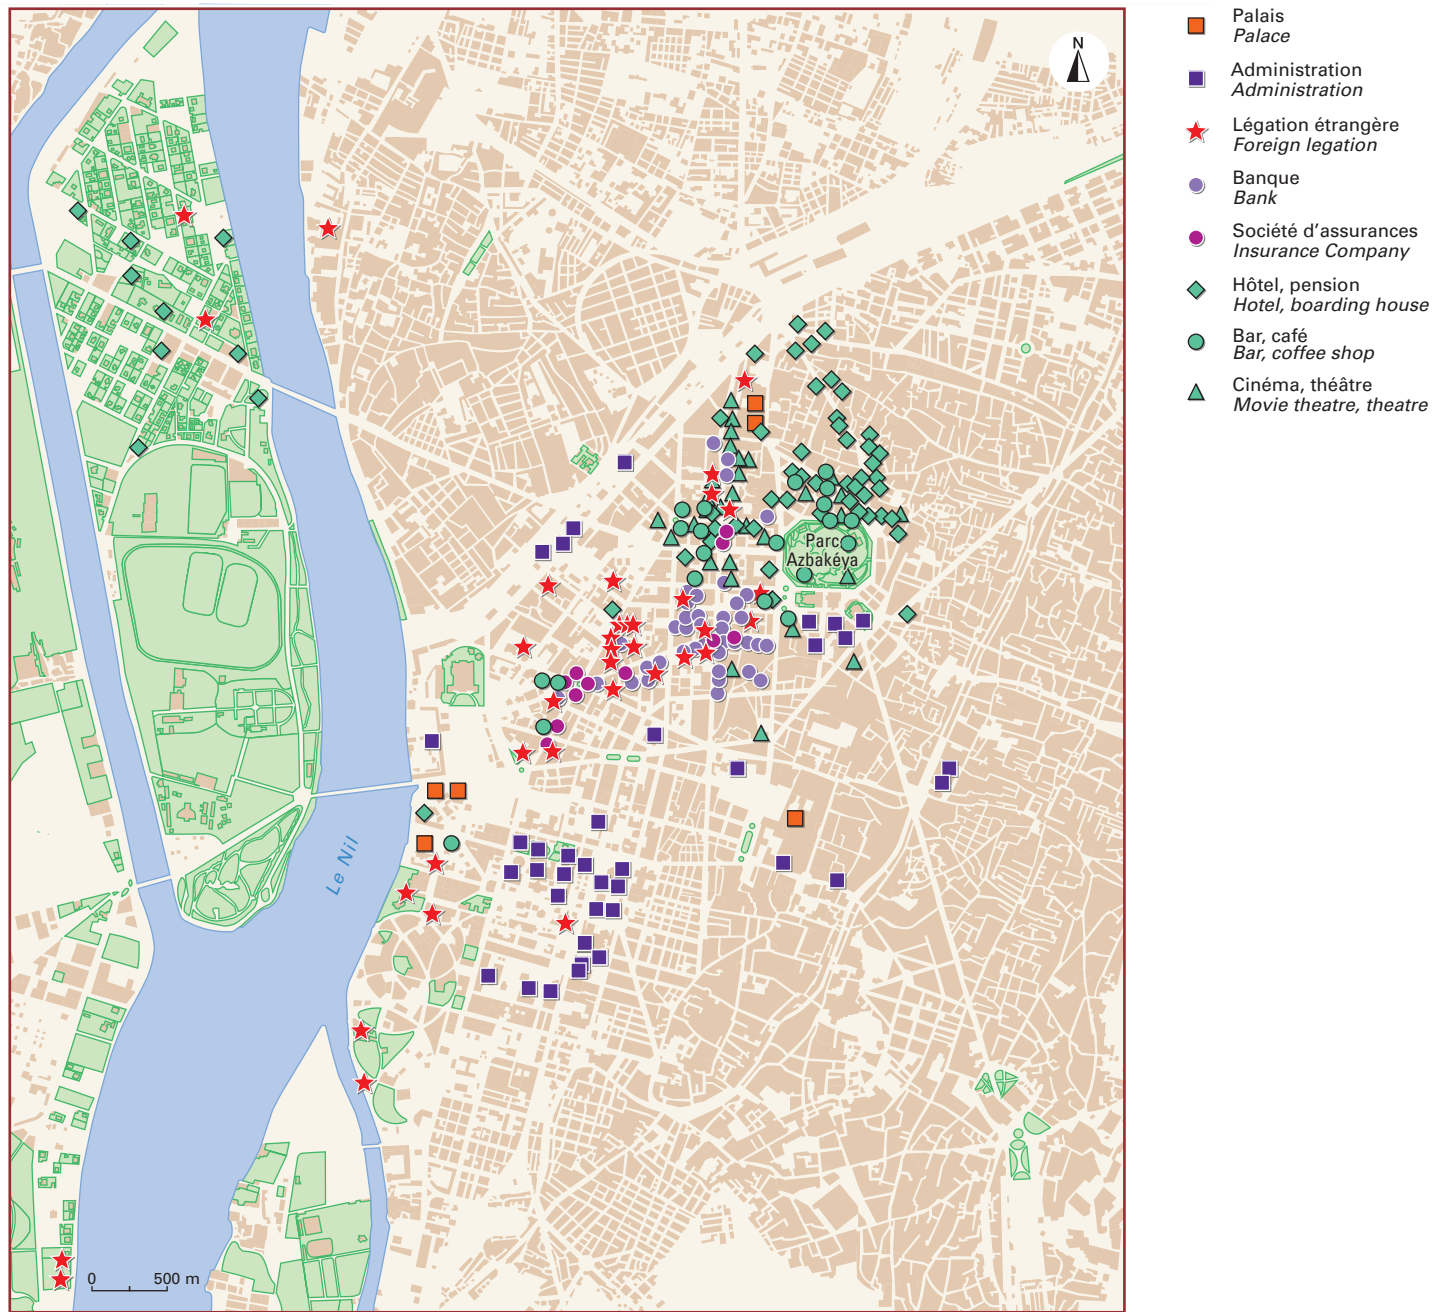 N
Palais
Palace
Administration
Administration
Légation étrangère
Foreign legation
Banque
Bank
Société d'assurances
Insurance Company
Hôtel, pension
Hotel, boarding house
Bar, café
Bar, coffee shop
Cinéma, théâtre
Movie theatre, theatre
Parc
Azbakéya
Le Nil
0 500 m